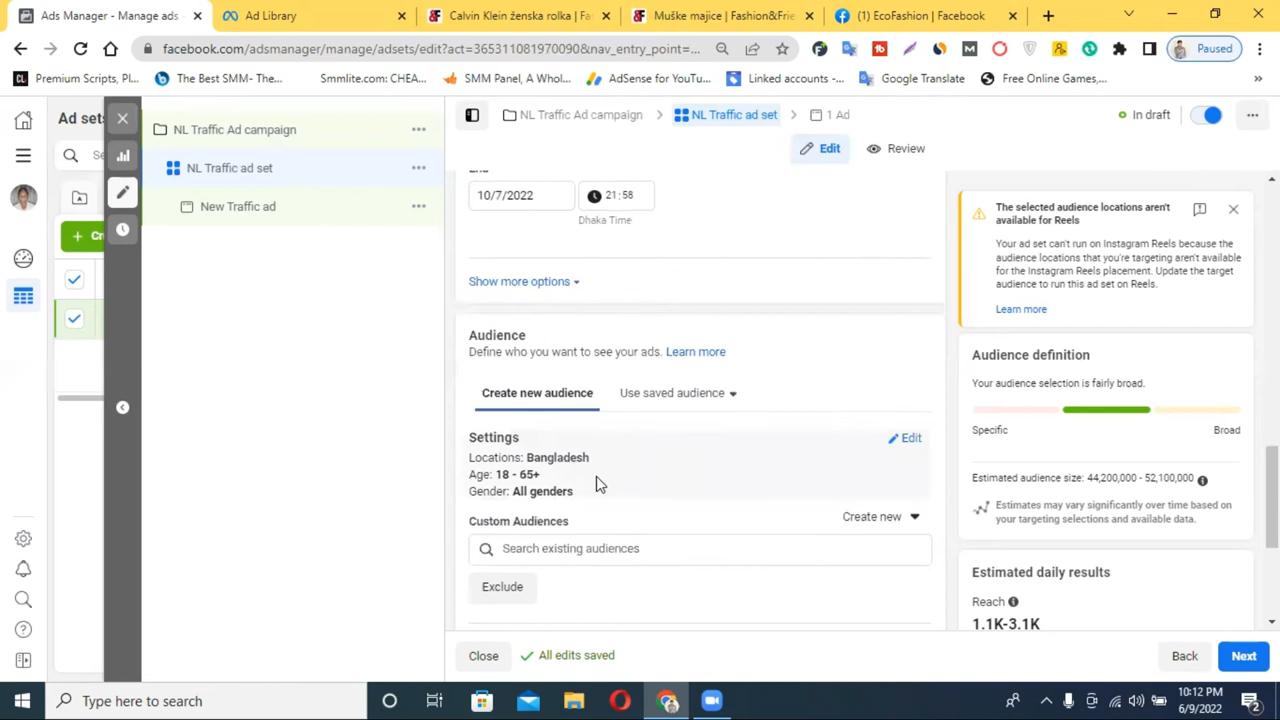 Ads Manager - Manage ads -
Ad Library
Calvin Klein ženska rolka | Fa
Muške majice | Fashion&Frie
(1) EcoFashion | Facebook
facebook.com/adsmanager/manage/adsets/edit?act=365311081970090&nav_entry_point=...
Paused
Premium Scripts, Pl...
The Best SMM- The...
Smmlite.com: CHEA...
SMM Panel, A Whol...
AdSense for YouTu...
Linked accounts -...
Google Translate
Free Online Games,...
Ad sets
NL Traffic Ad campaign
NL Traffic ad set
New Traffic ad
NL Traffic Ad campaign
NL Traffic ad set
1 Ad
In draft
Edit
Review
End
10/7/2022
21:58
Dhaka Time
Show more options
Audience
Define who you want to see your ads. Learn more
Create new audience
Use saved audience
Settings
Edit
Locations: Bangladesh
Age: 18 - 65+
Gender: All genders
Custom Audiences
Create new
Search existing audiences
Exclude
The selected audience locations aren't
available for Reels
Your ad set can't run on Instagram Reels because the
audience locations that you're targeting aren't available
for the Instagram Reels placement. Update the target
audience to run this ad set on Reels.
Learn more
Audience definition
Your audience selection is fairly broad.
Specific
Broad
Estimated audience size: 44,200,000 - 52,100,000
Estimates may vary significantly over time based on
your targeting selections and available data.
Estimated daily results
Reach
1.1K-3.1K
Close
All edits saved
Back
Next
Type here to search
10:12 PM
6/9/2022
2